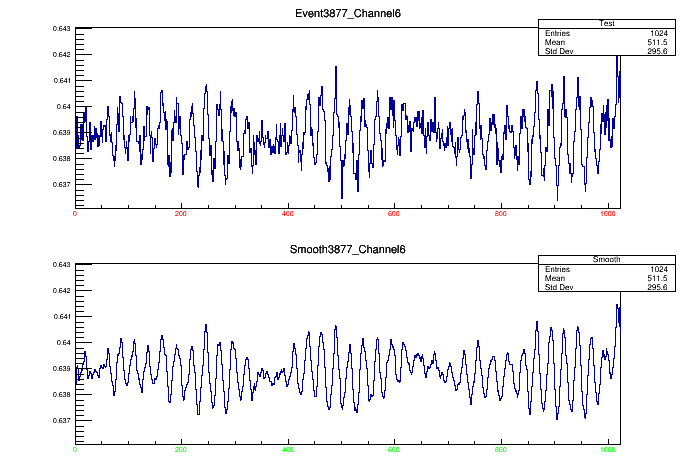 Event3877_Channel6
Test
Entries 1024
Mean 511.5
Std Dev 295.6
0.643
0.642
0.641
0.64
0.639
0.638
0.637
0 200 400 600 800 1000
Smooth3877_Channel6
Smooth
Entries 1024
Mean 511.5
Std Dev 295.6
0.643
0.642
0.641
0.64
0.639
0.638
0.637
0 200 400 600 800 1000